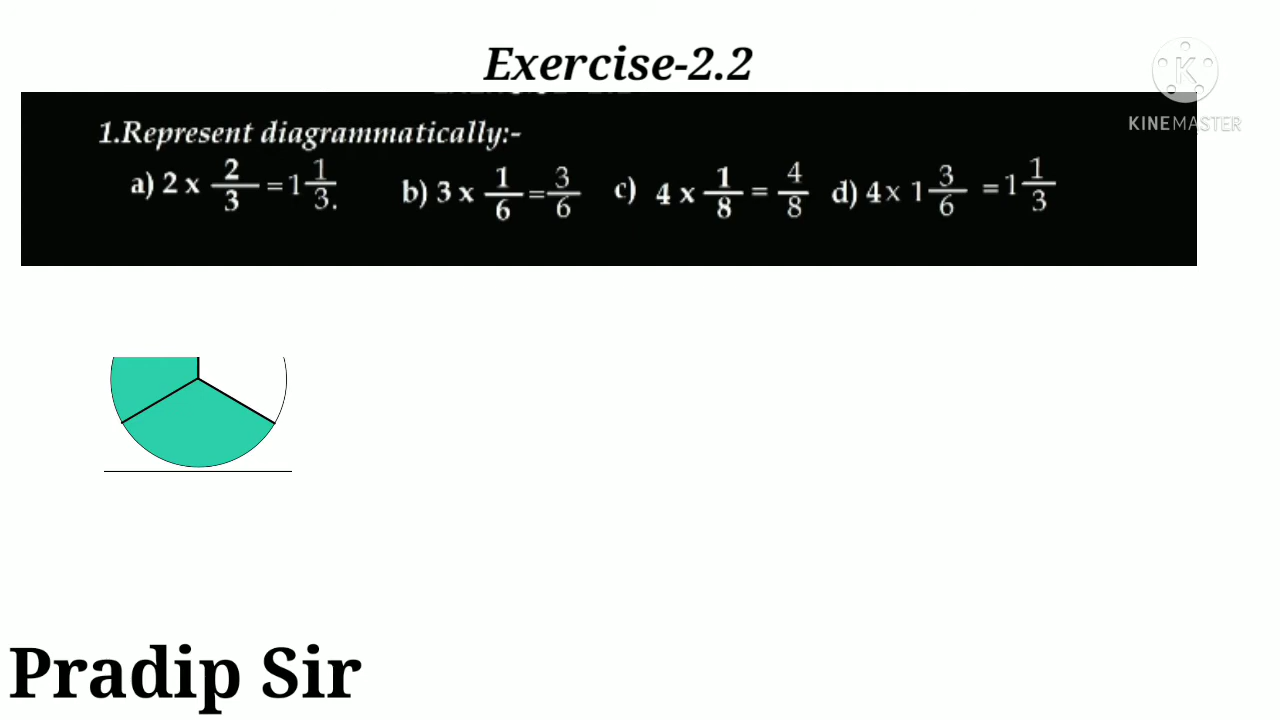 Exercise-2.2
K
KINEMASTER
1.Represent diagrammatically:-
a) 2 x 2/3 = 1 1/3. b) 3 x 1/6 = 3/6 c) 4 x 1/8 = 4/8 d) 4 x 1 3/6 = 1 1/3
Pradip Sir